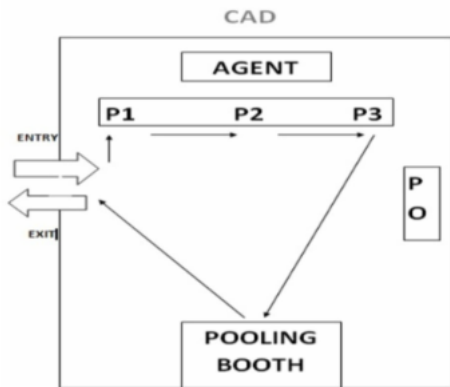 CAD
AGENT
P1 P2 P3
ENTRY
P
O
EXIT
POOLING
BOOTH